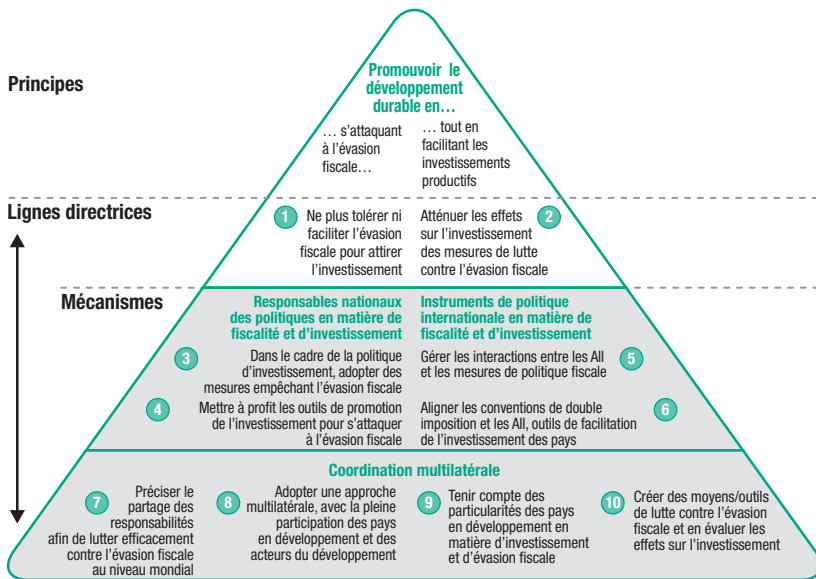 Principes
Promouvoir le
développement
durable en…
… s’attaquant
à l’évasion
fiscale…
… tout en
facilitant les
investissements
productifs
Lignes directrices
1
Ne plus tolérer ni
faciliter l’évasion
fiscale pour attirer
l’investissement
Atténuer les effets
sur l’investissement
des mesures de lutte
contre l’évasion fiscale
2
Mécanismes
Responsables nationaux
des politiques en matière de
fiscalité et d’investissement
Instruments de politique
internationale en matière de
fiscalité et d’investissement
3
Dans le cadre de la politique
d’investissement, adopter des
mesures empêchant l’évasion fiscale
Gérer les interactions entre les AII
et les mesures de politique fiscale
5
4
Mettre à profit les outils de promotion
de l’investissement pour s’attaquer
à l’évasion fiscale
Aligner les conventions de double
imposition et les AII, outils de facilitation
de l’investissement des pays
6
Coordination multilatérale
7
Préciser le
partage des
responsabilités
afin de lutter efficacement
contre l’évasion fiscale
au niveau mondial
8
Adopter une approche
multilatérale, avec la pleine
participation des pays
en développement et des
acteurs du développement
9
Tenir compte des
particularités des pays
en développement en
matière d’investissement
et d’évasion fiscale
10
Créer des moyens/outils
de lutte contre l’évasion
fiscale et en évaluer les
effets sur l’investissement